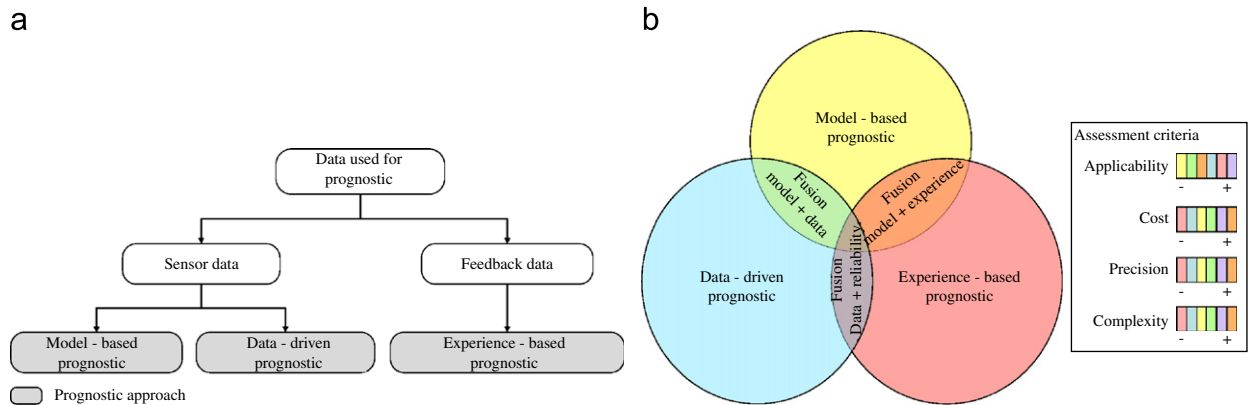 a
Data used for
prognostic
Sensor data
Feedback data
Model - based
prognostic
Data - driven
prognostic
Experience - based
prognostic
Prognostic approach
b
Model - based
prognostic
Fusion
model + data
Fusion
model + experience
Data - driven
prognostic
Fusion
Data + reliability
Experience - based
prognostic
Assessment criteria
Applicability
- +
Cost
- +
Precision
- +
Complexity
- +